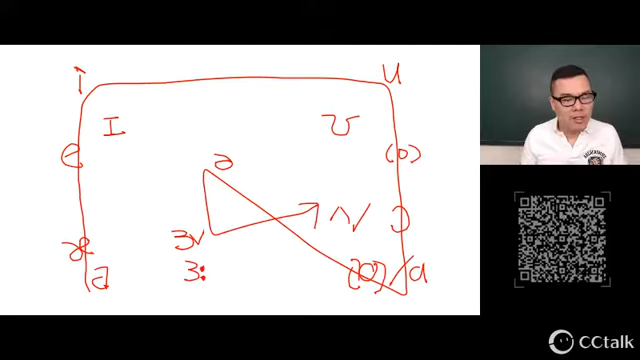 i u
I ʊ
e (o)
ə
ʌ ɔ
ɜ
æ
ɜ: ɑ
a
CCtalk